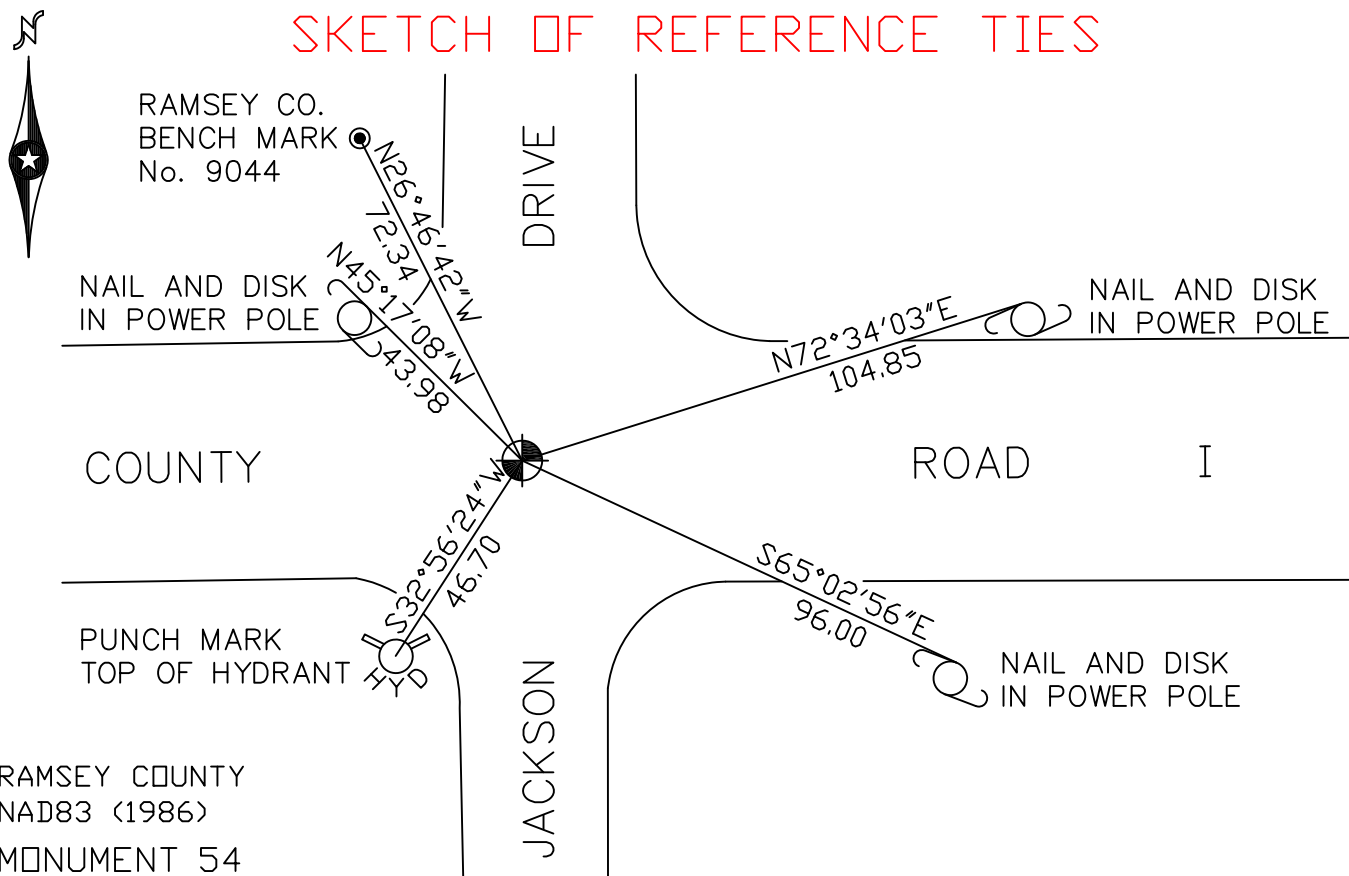 N
SKETCH OF REFERENCE TIES
RAMSEY CO.
BENCH MARK
No. 9044
N26°46'42"W
72.34
DRIVE
NAIL AND DISK
IN POWER POLE
N45°17'08"W
43.98
N72°34'03"E
104.85
NAIL AND DISK
IN POWER POLE
COUNTY
ROAD I
S32°56'24"W
46.70
S65°02'56"E
96.00
PUNCH MARK
TOP OF HYDRANT
HYD
NAIL AND DISK
IN POWER POLE
JACKSON
RAMSEY COUNTY
NAD83 (1986)
MONUMENT 54